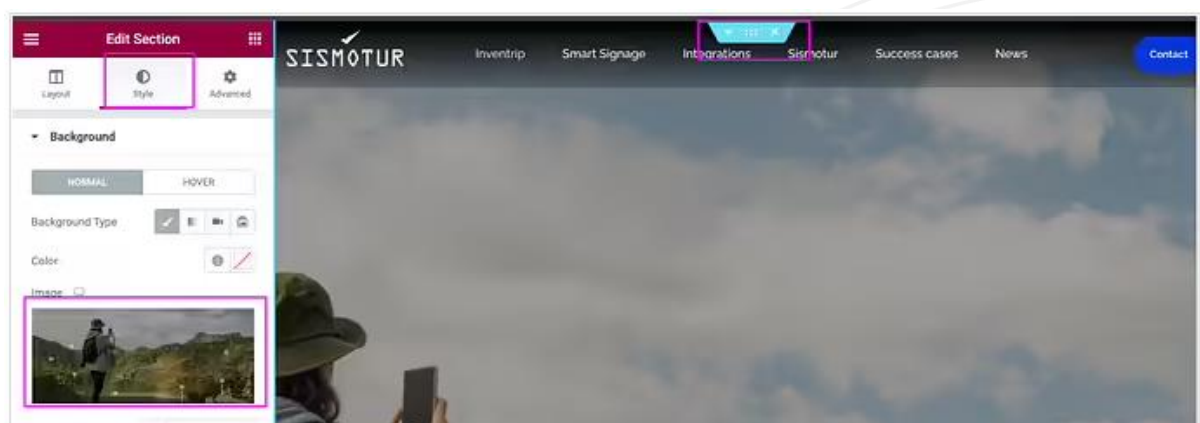 Edit Section
Layout
Style
Advanced
Background
NORMAL
HOVER
Background Type
Color
Image
SISMOTUR
Inventrip
Smart Signage
Integrations
Sismotur
Success cases
News
Contact